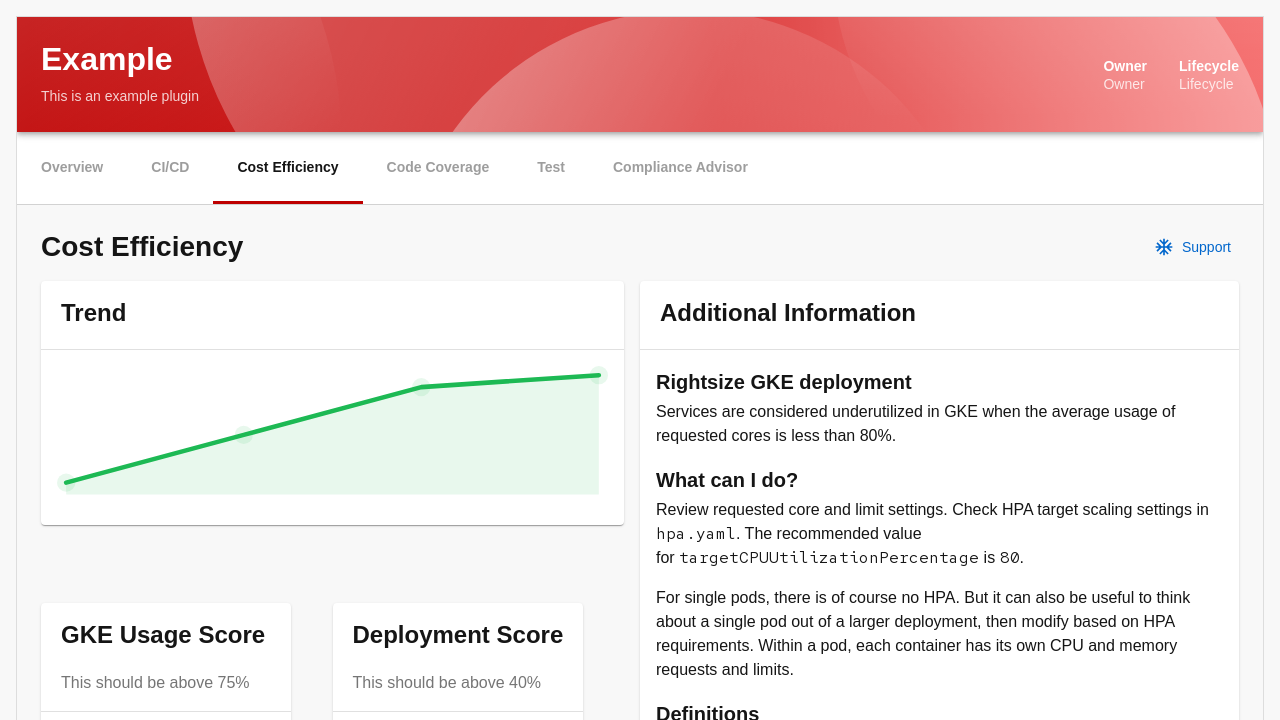 Example
This is an example plugin
Owner
Owner
Lifecycle
Lifecycle
Overview
CI/CD
Cost Efficiency
Code Coverage
Test
Compliance Advisor
Cost Efficiency
Support
Trend
GKE Usage Score
This should be above 75%
Deployment Score
This should be above 40%
Additional Information
Rightsize GKE deployment
Services are considered underutilized in GKE when the average usage of
requested cores is less than 80%.
What can I do?
Review requested core and limit settings. Check HPA target scaling settings in
hpa.yaml. The recommended value
for targetCPUUtilizationPercentage is 80.
For single pods, there is of course no HPA. But it can also be useful to think
about a single pod out of a larger deployment, then modify based on HPA
requirements. Within a pod, each container has its own CPU and memory
requests and limits.
Definitions